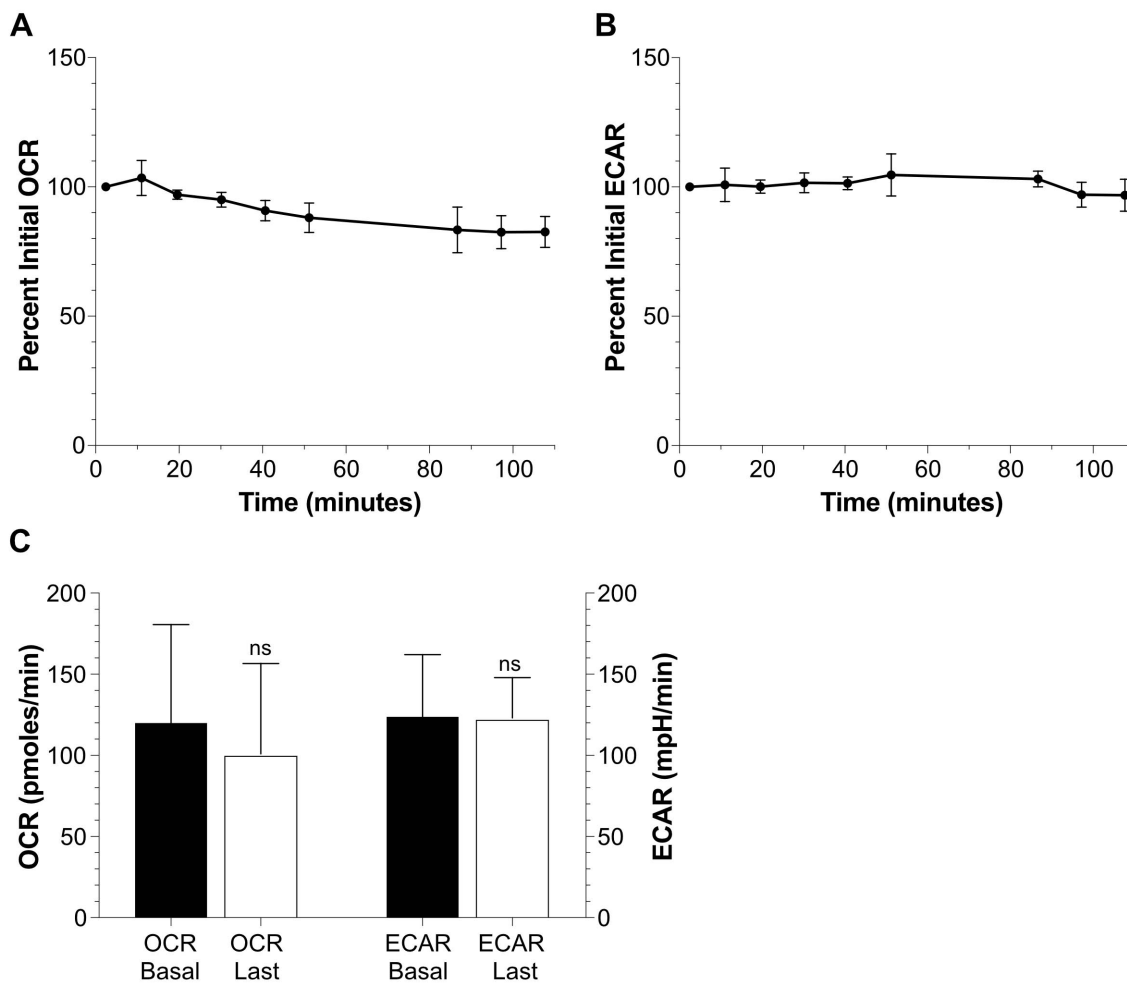 A
B
150
100
50
0
Percent Initial OCR
0 20 40 60 80 100
Time (minutes)
150
100
50
0
Percent Initial ECAR
0 20 40 60 80 100
Time (minutes)
C
200
150
100
50
0
OCR (pmoles/min)
ns
ns
200
150
100
50
0
ECAR (mpH/min)
OCR
Basal
OCR
Last
ECAR
Basal
ECAR
Last